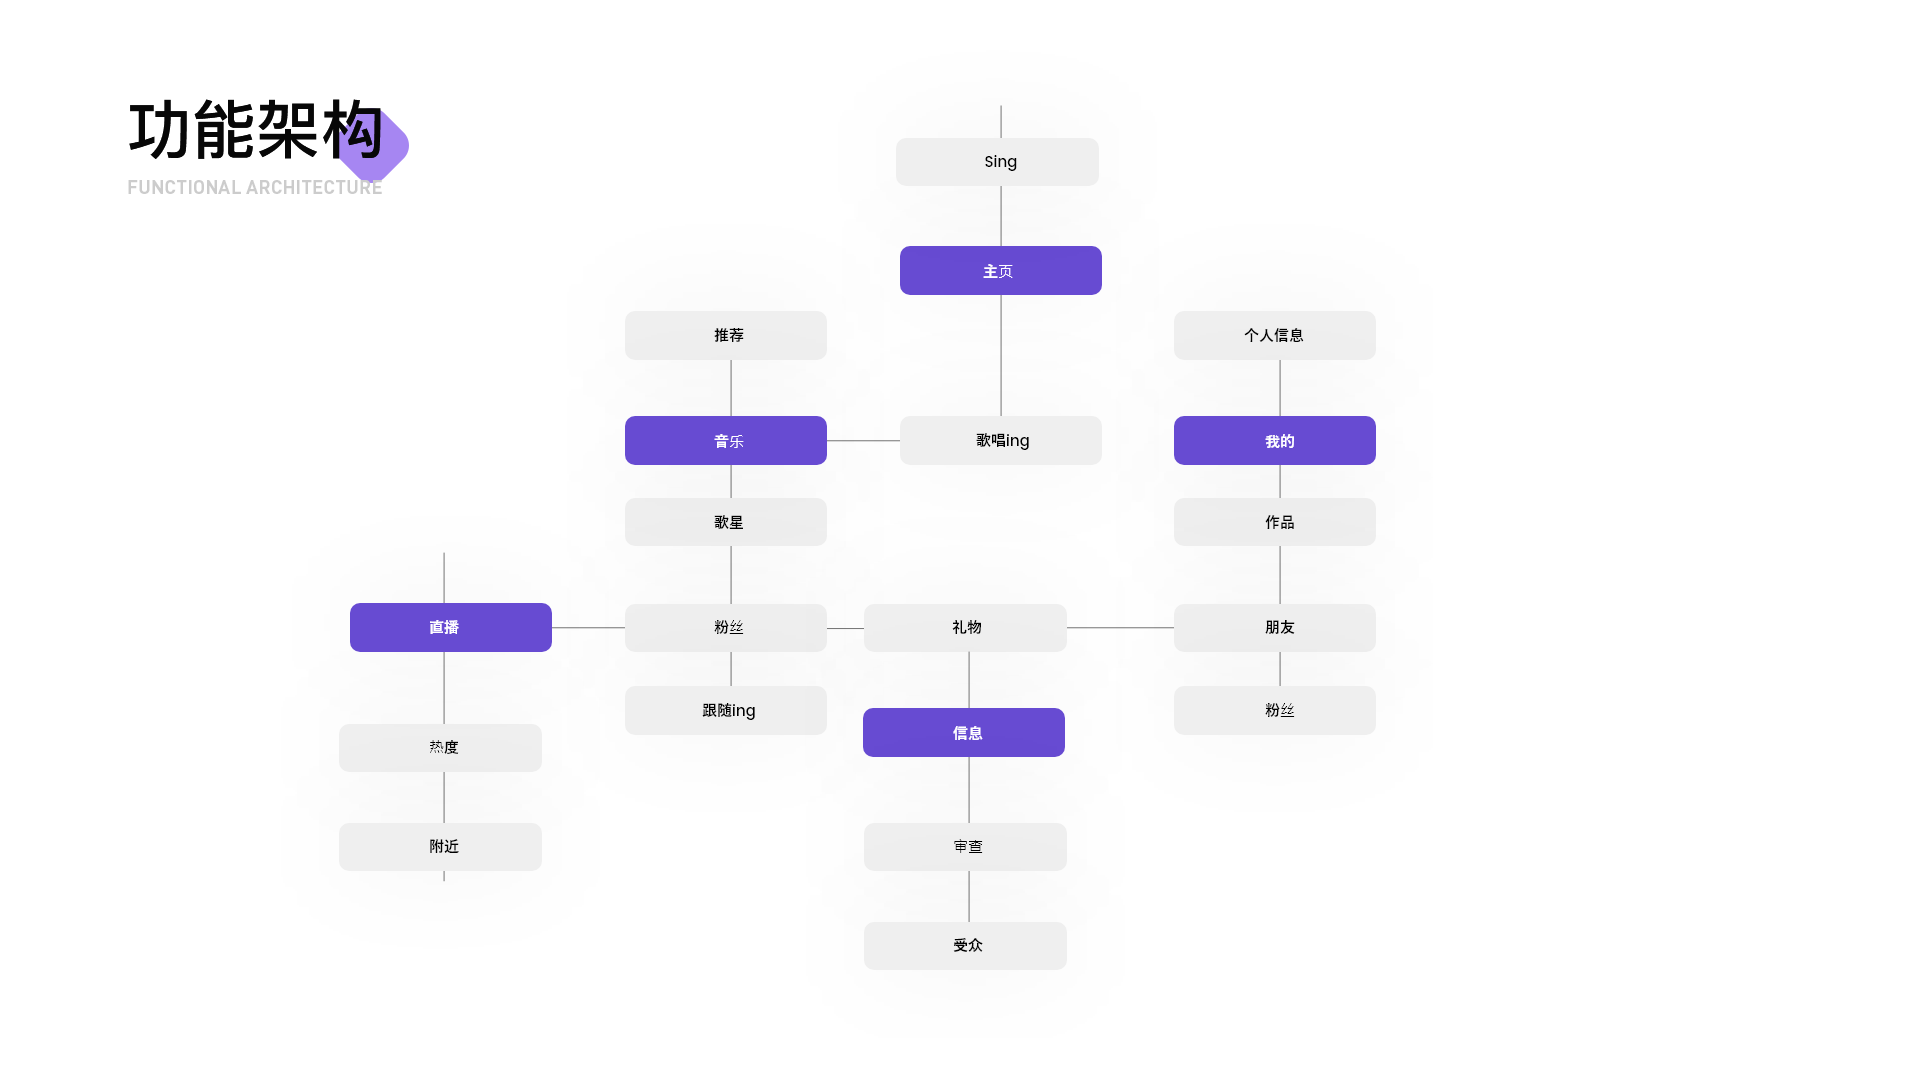 功能架构
FUNCTIONAL ARCHITECTURE
Sing
主页
推荐
个人信息
音乐
歌唱ing
我的
歌星
作品
直播
粉丝
礼物
朋友
跟随ing
粉丝
信息
热度
附近
审查
受众